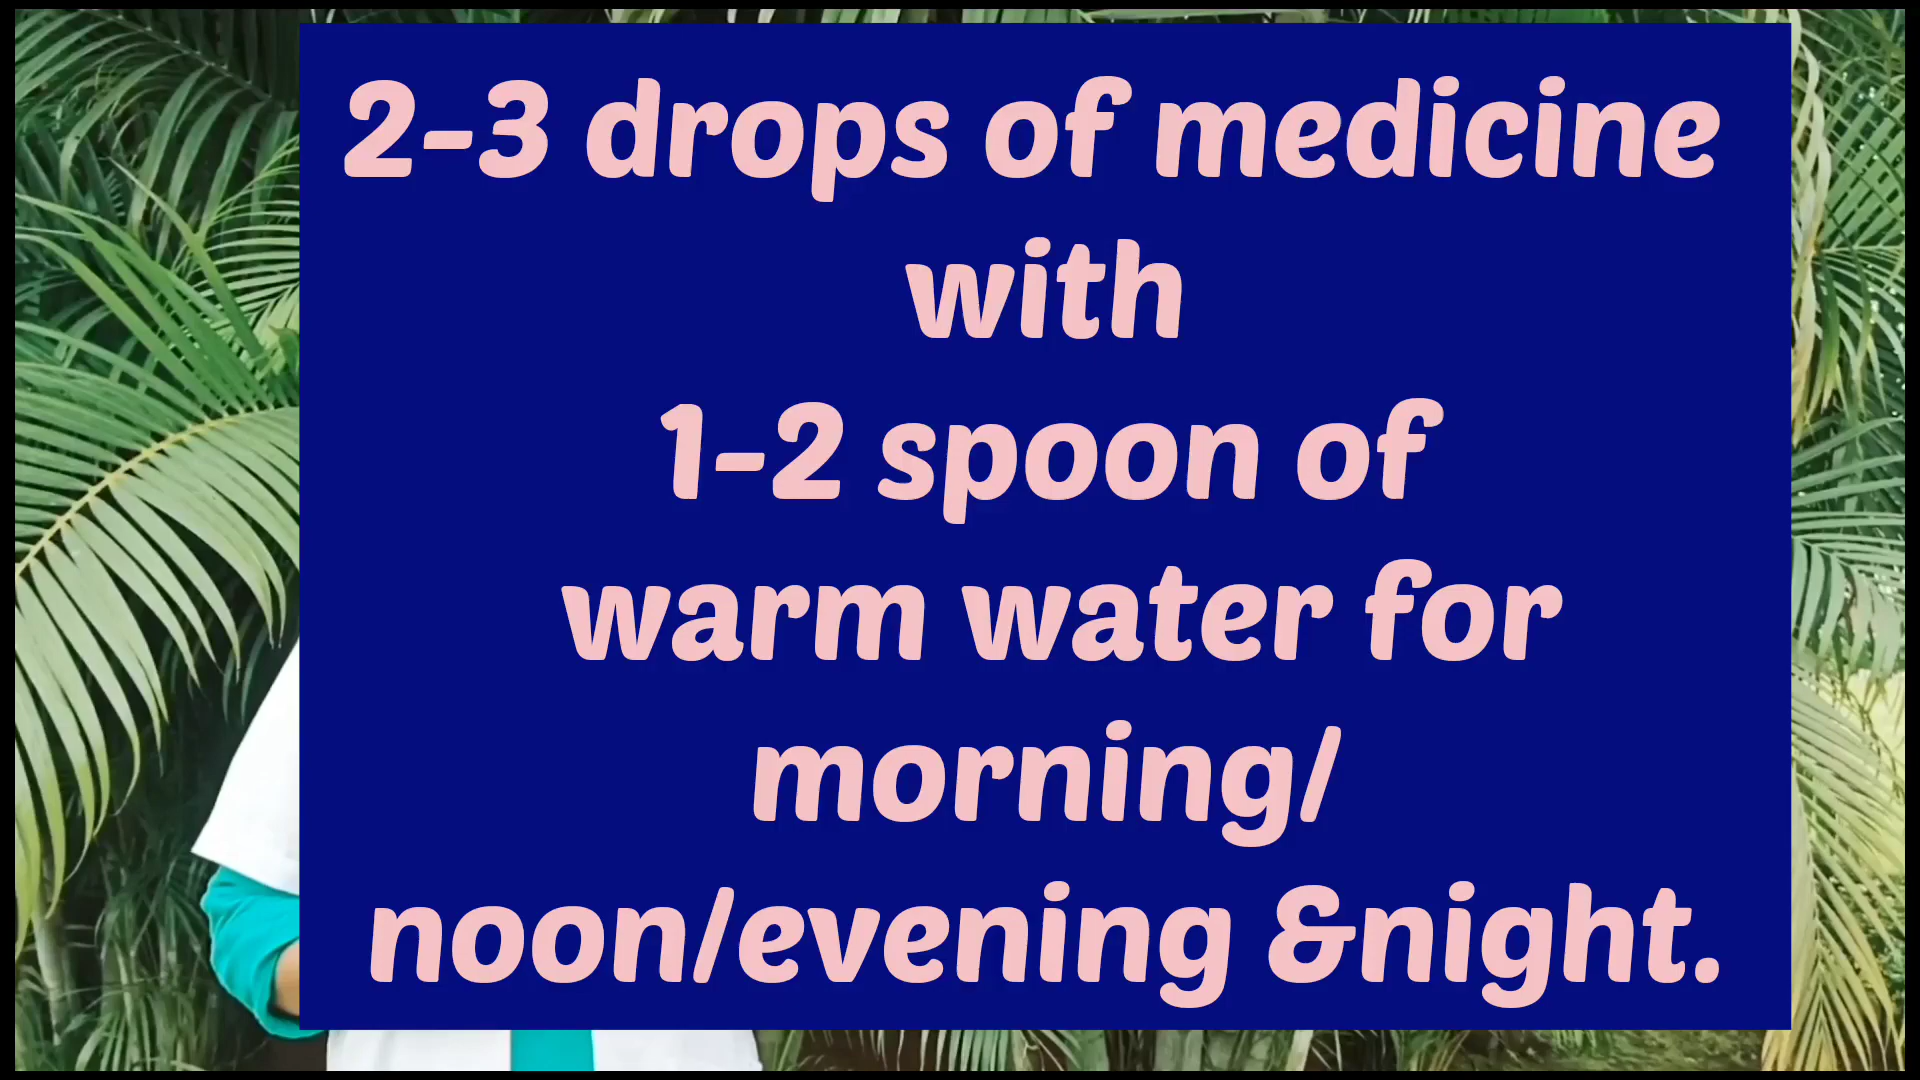 2-3 drops of medicine
with
1-2 spoon of
warm water for
morning/
noon/evening &night.